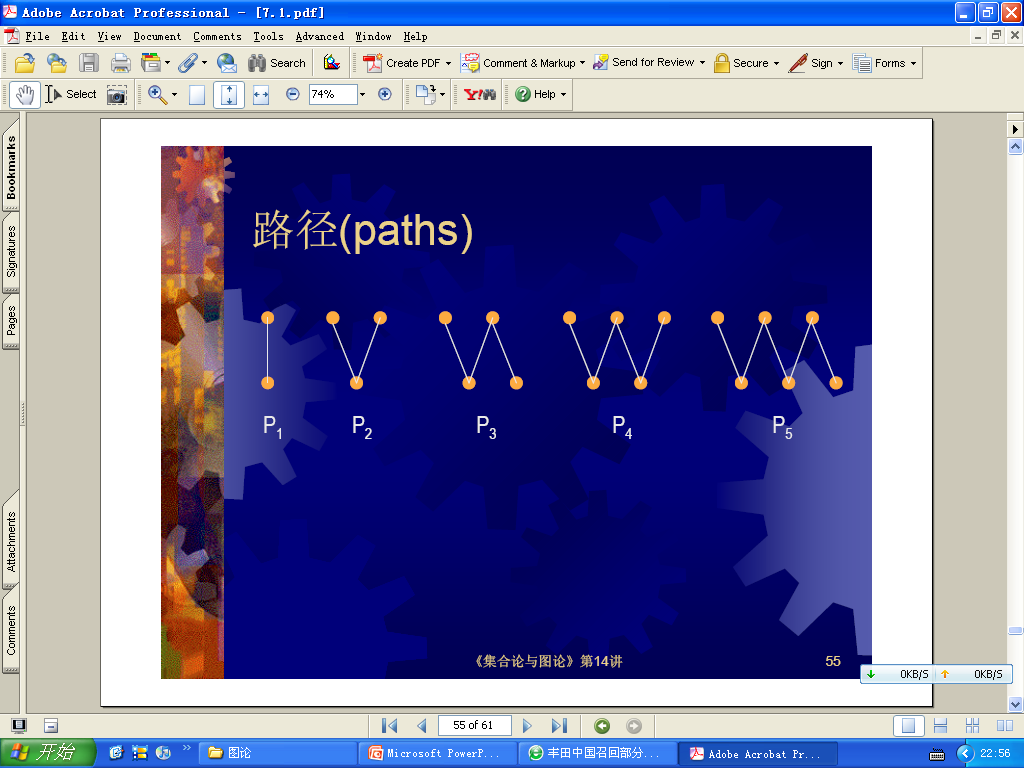 Adobe Acrobat Professional - [7.1.pdf]
File Edit View Document Comments Tools Advanced Window Help
Search Create PDF Comment & Markup Send for Review Secure Sign Forms
Select 74% Y! Help
Bookmarks
Signatures
Pages
Attachments
Comments
路径(paths)
P1 P2 P3 P4 P5
《集合论与图论》第14讲 55
0KB/S 0KB/S
55 of 61
开始 图论 Microsoft PowerP... 丰田中国召回部分... Adobe Acrobat Pr... 22:56